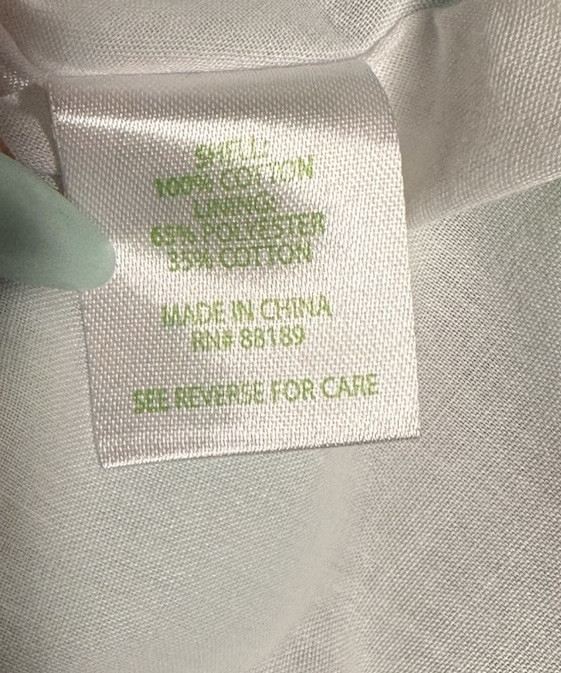 SHELL:
100% COTTON
LINING:
65% POLYESTER
35% COTTON
MADE IN CHINA
RN# 88189
SEE REVERSE FOR CARE